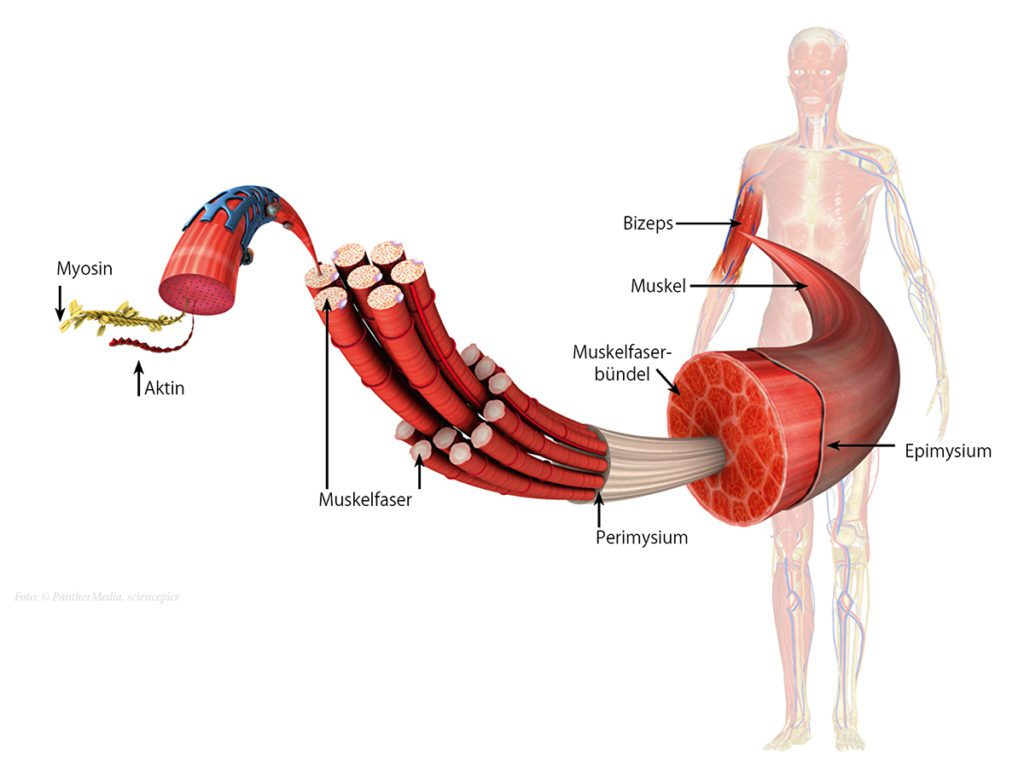 Bizeps
Myosin
Muskel
Muskelfaser-
bündel
Aktin
Epimysium
Muskelfaser
Perimysium
Foto: © PantherMedia, sciencepics